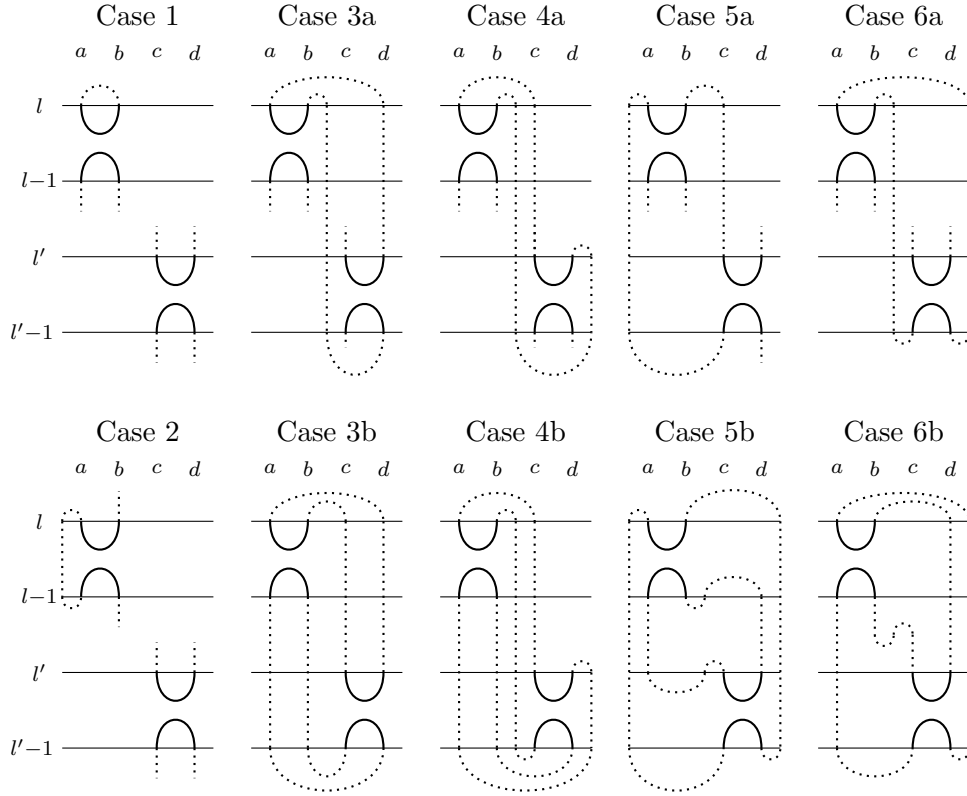 Case 1 Case 3a Case 4a Case 5a Case 6a
a b c d a b c d a b c d a b c d a b c d
l
l−1
l′
l′−1
Case 2 Case 3b Case 4b Case 5b Case 6b
a b c d a b c d a b c d a b c d a b c d
l
l−1
l′
l′−1